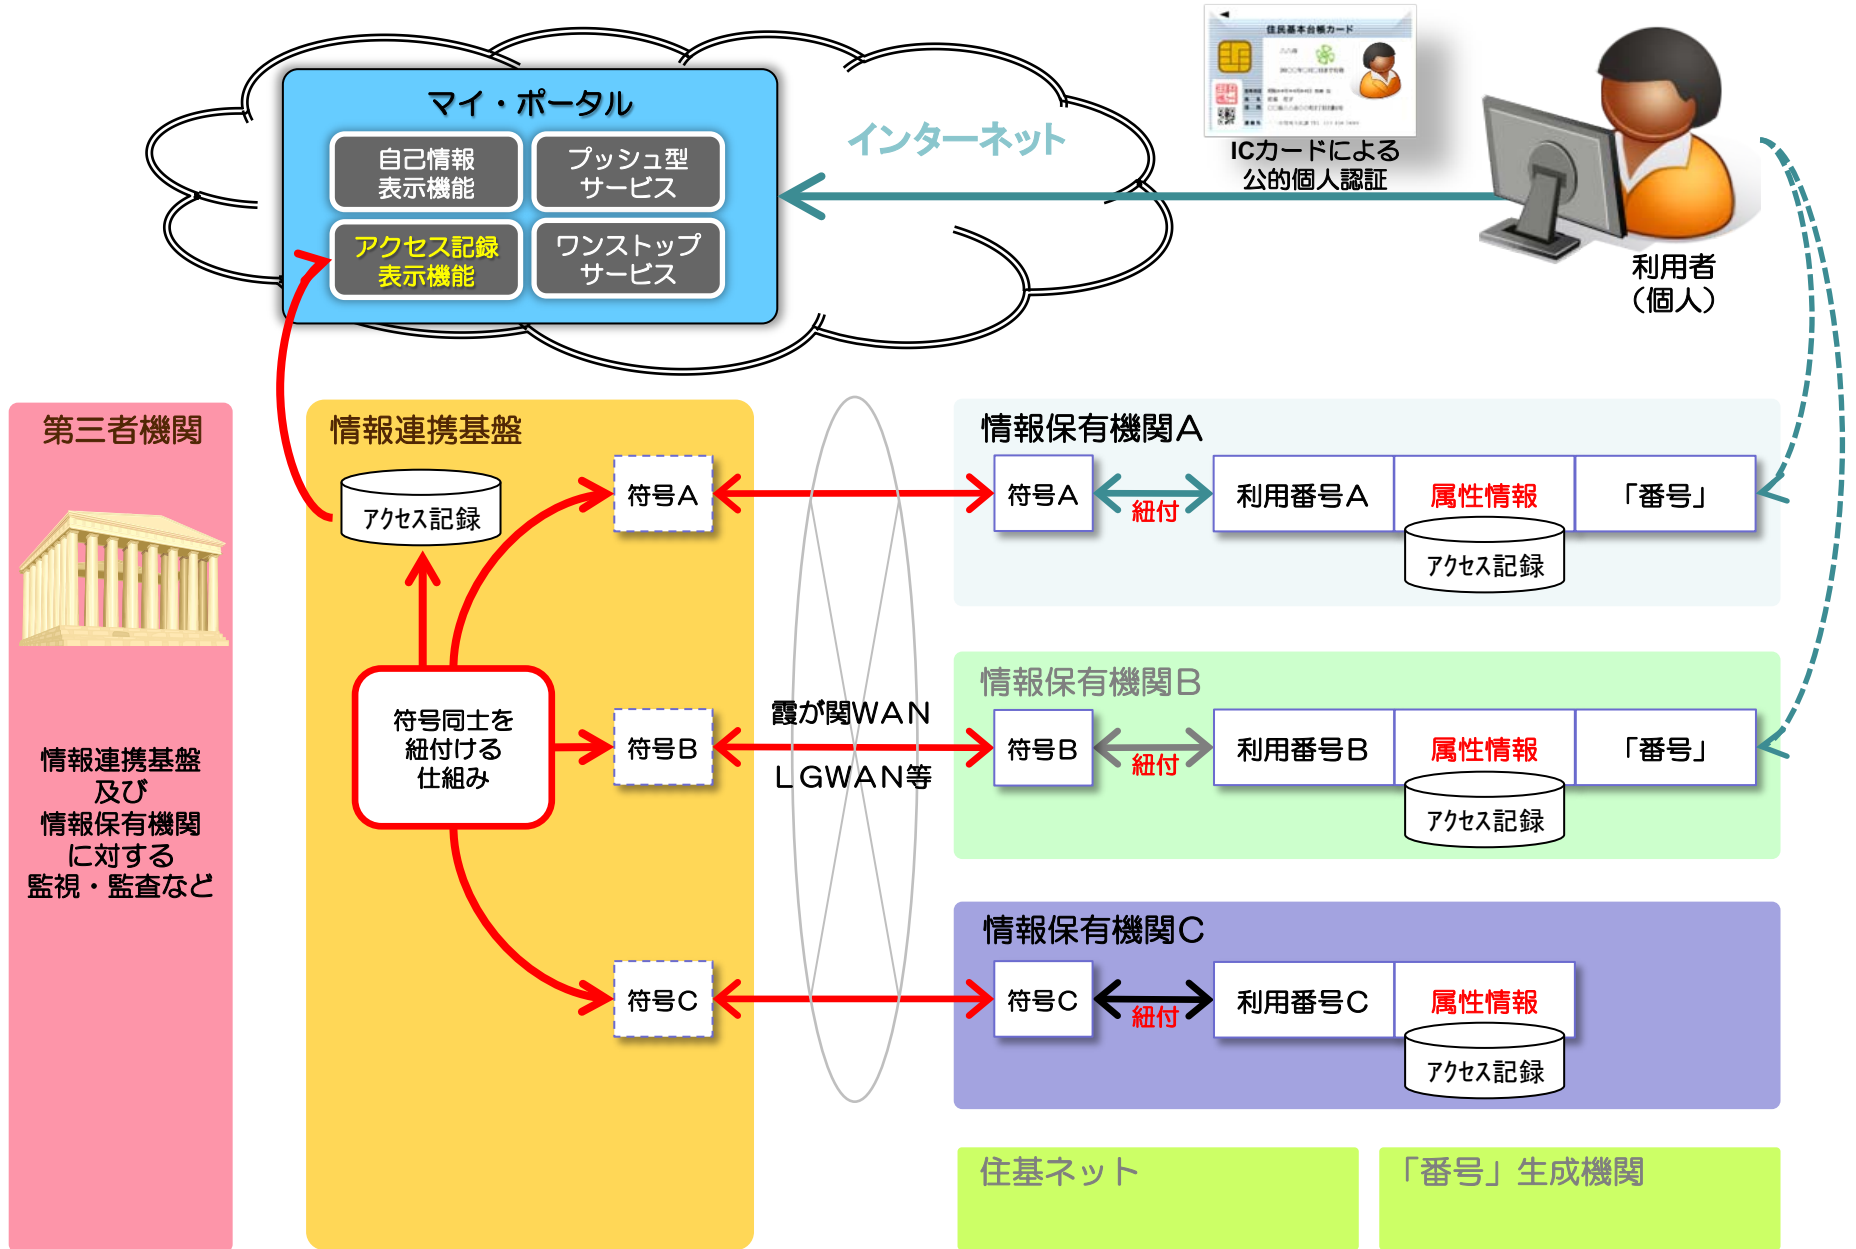 住民基本台帳カード
マイ・ポータル
自己情報
表示機能
プッシュ型
サービス
アクセス記録
表示機能
ワンストップ
サービス
インターネット
ICカードによる
公的個人認証
利用者
（個人）
第三者機関
情報連携基盤
及び
情報保有機関
に対する
監視・監査など
情報連携基盤
アクセス記録
符号A
符号同士を
紐付ける
仕組み
符号B
符号C
霞が関WAN
LGWAN等
情報保有機関A
符号A
紐付
利用番号A
属性情報
「番号」
アクセス記録
情報保有機関B
符号B
紐付
利用番号B
属性情報
「番号」
アクセス記録
情報保有機関C
符号C
紐付
利用番号C
属性情報
アクセス記録
住基ネット
「番号」生成機関